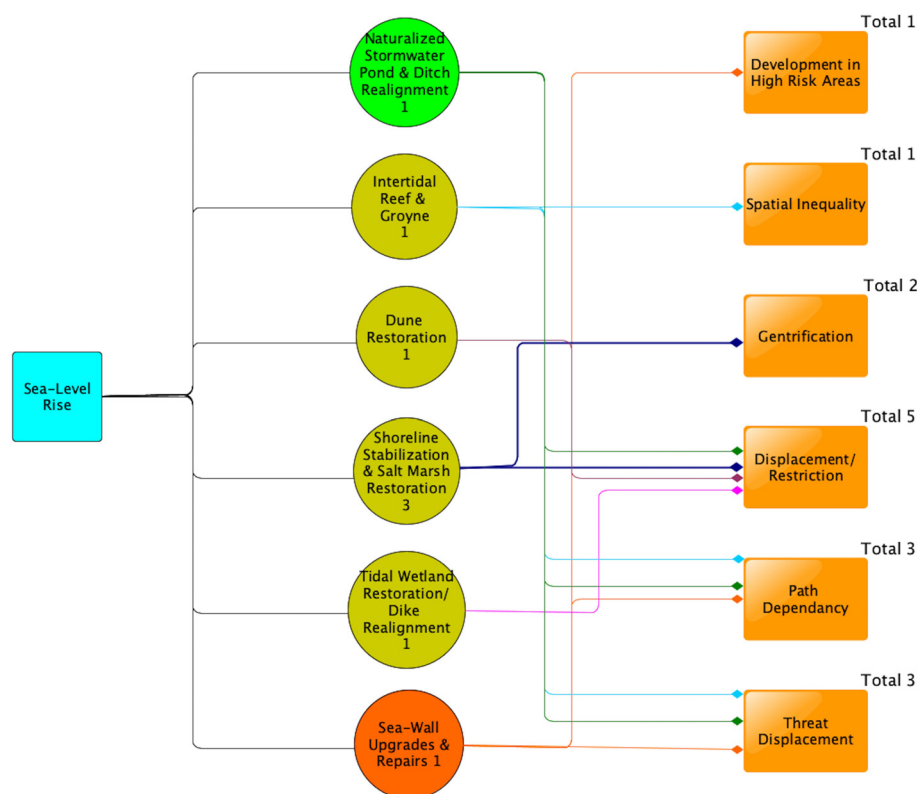 Sea-Level
Rise
Naturalized
Stormwater
Pond & Ditch
Realignment
1
Intertidal
Reef &
Groyne
1
Dune
Restoration
1
Shoreline
Stabilization
& Salt Marsh
Restoration
3
Tidal Wetland
Restoration/
Dike
Realignment
1
Sea-Wall
Upgrades &
Repairs 1
Total 1
Development in
High Risk Areas
Total 1
Spatial Inequality
Total 2
Gentrification
Total 5
Displacement/
Restriction
Total 3
Path
Dependancy
Total 3
Threat
Displacement